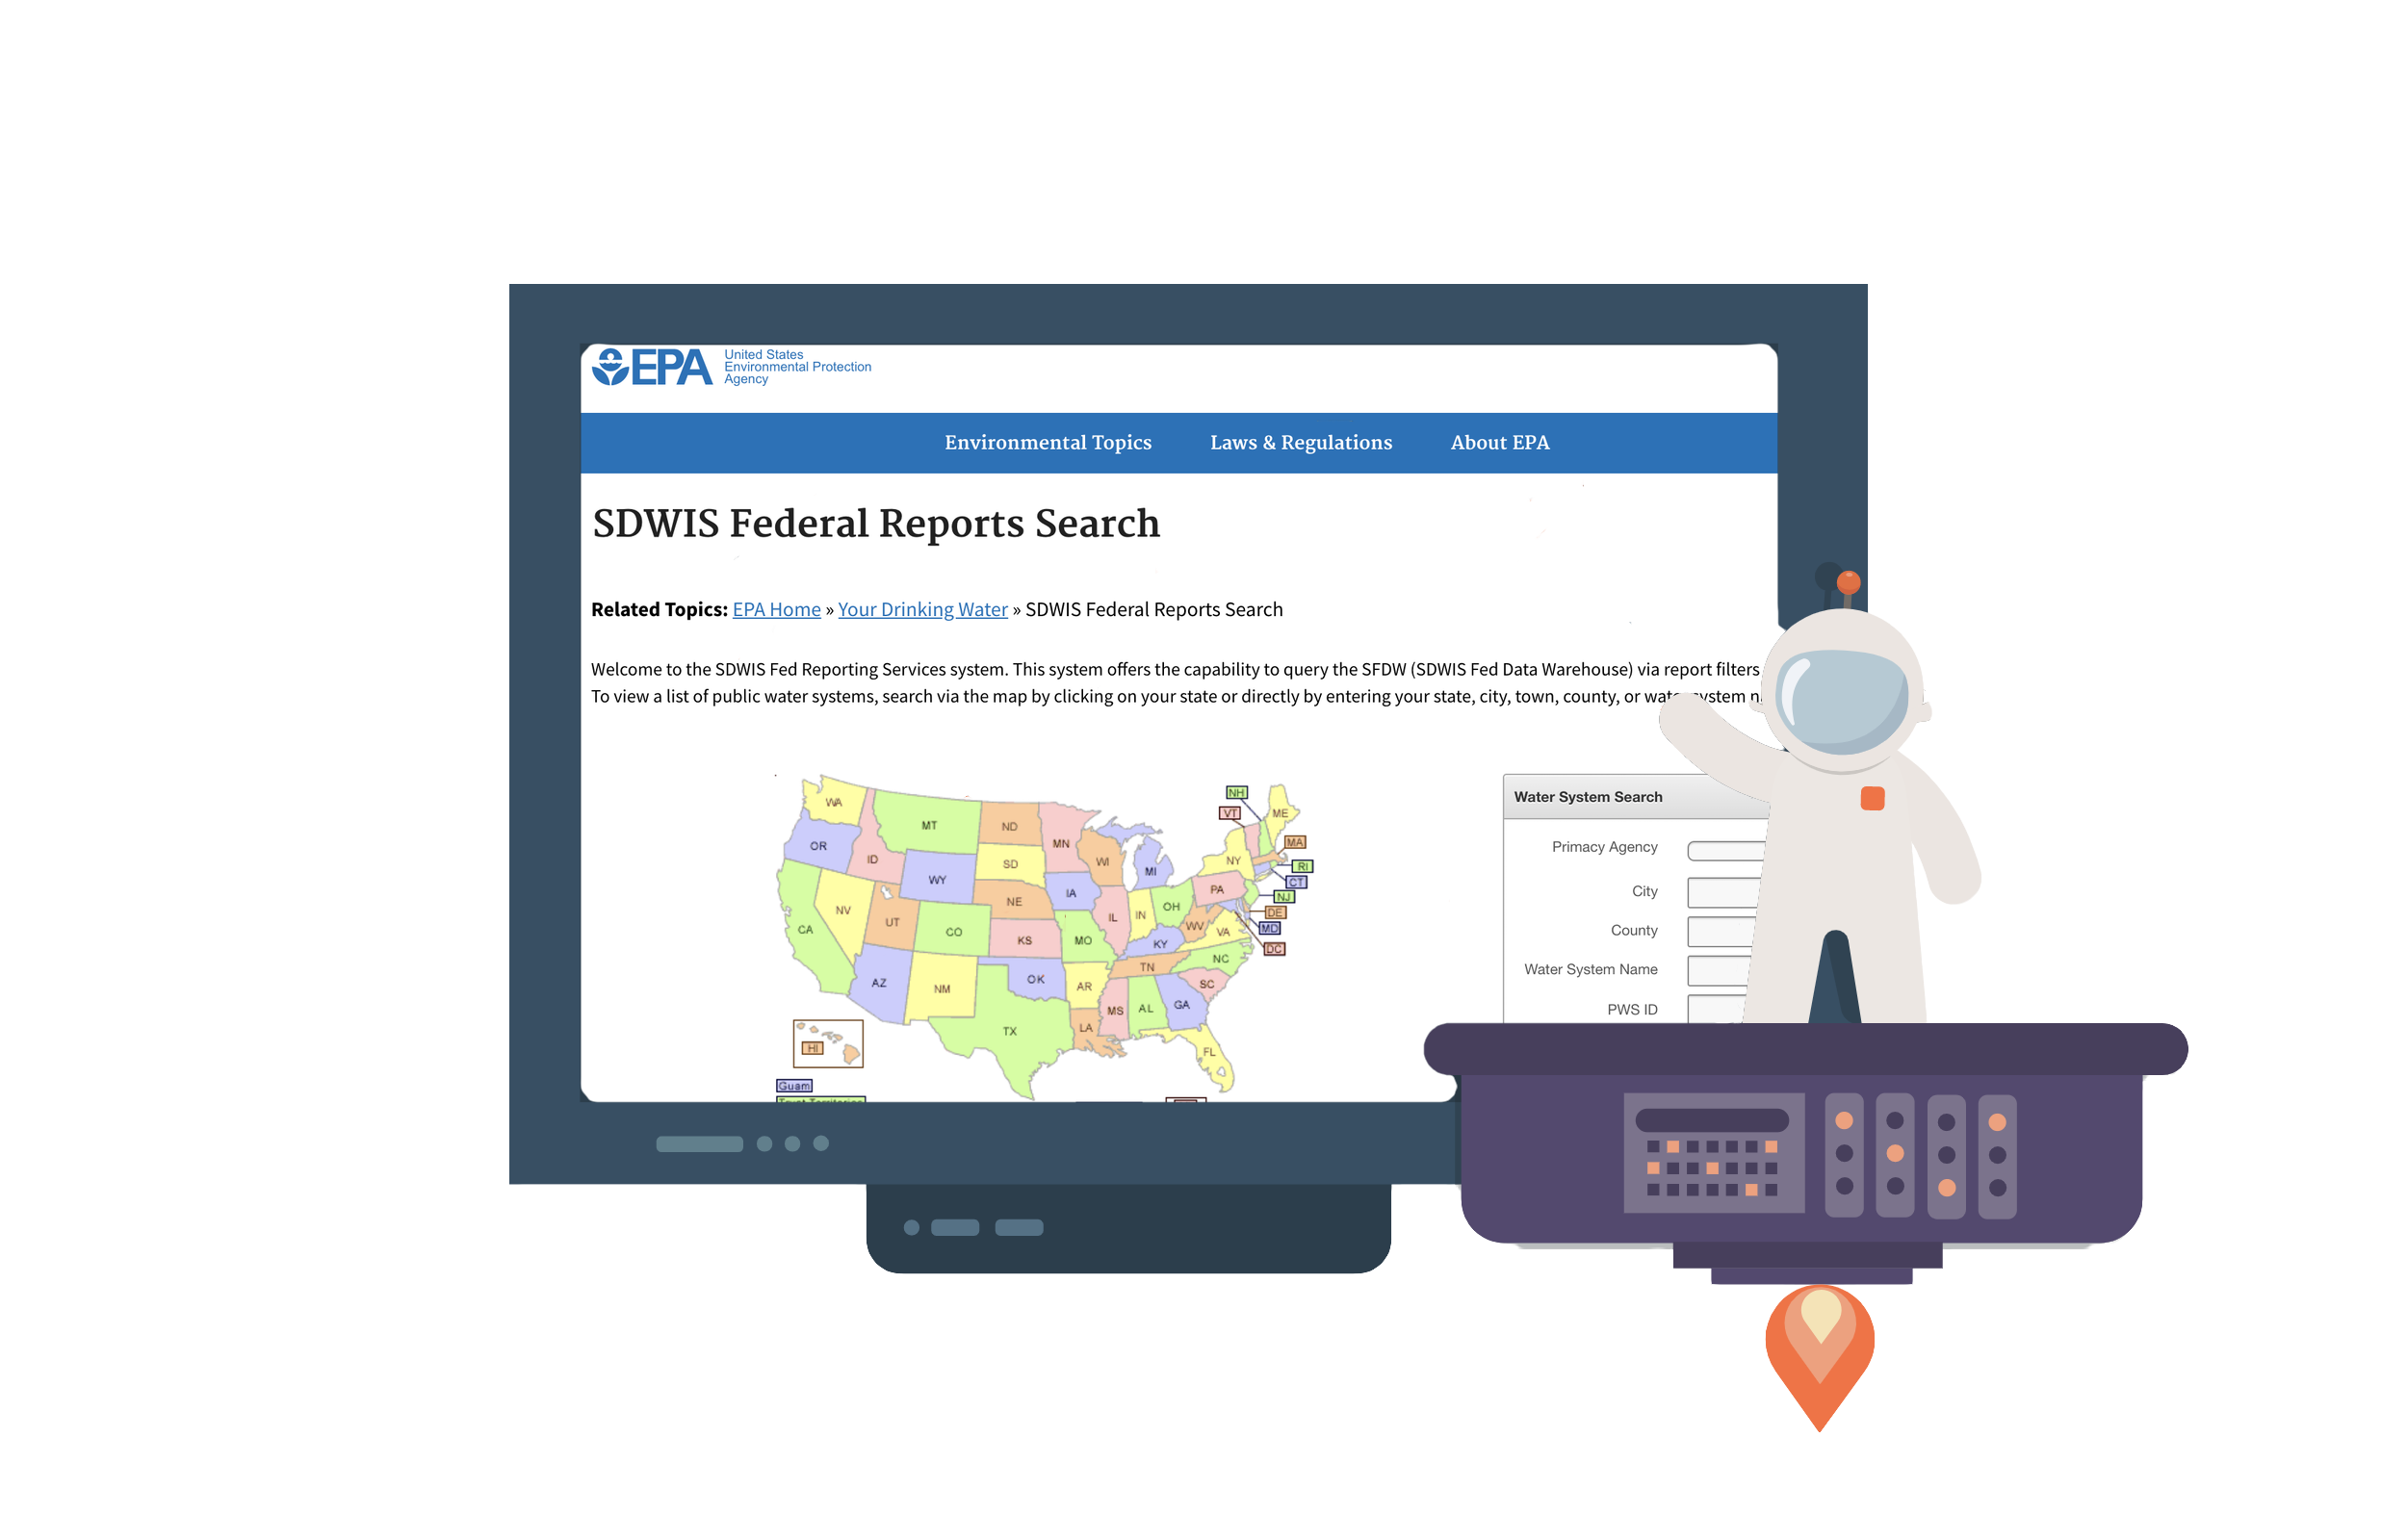 EPA
United States
Environmental Protection
Agency
Environmental Topics Laws & Regulations About EPA
SDWIS Federal Reports Search
Related Topics: EPA Home » Your Drinking Water » SDWIS Federal Reports Search
Welcome to the SDWIS Fed Reporting Services system. This system offers the capability to query the SFDW (SDWIS Fed Data Warehouse) via report filters
To view a list of public water systems, search via the map by clicking on your state or directly by entering your state, city, town, county, or water system
WA
MT
ND
MN
OR
ID
WY
SD
WI
MI
NH
VT
ME
NY
MA
RI
CT
NJ
DE
MD
DC
PA
NV
UT
CA
CO
NE
IA
KS
MO
IL
IN
OH
WV
VA
KY
AZ
NM
OK
AR
TN
NC
SC
TX
LA
MS
AL
GA
FL
HI
Guam
Water System Search
Primacy Agency
City
County
Water System Name
PWS ID